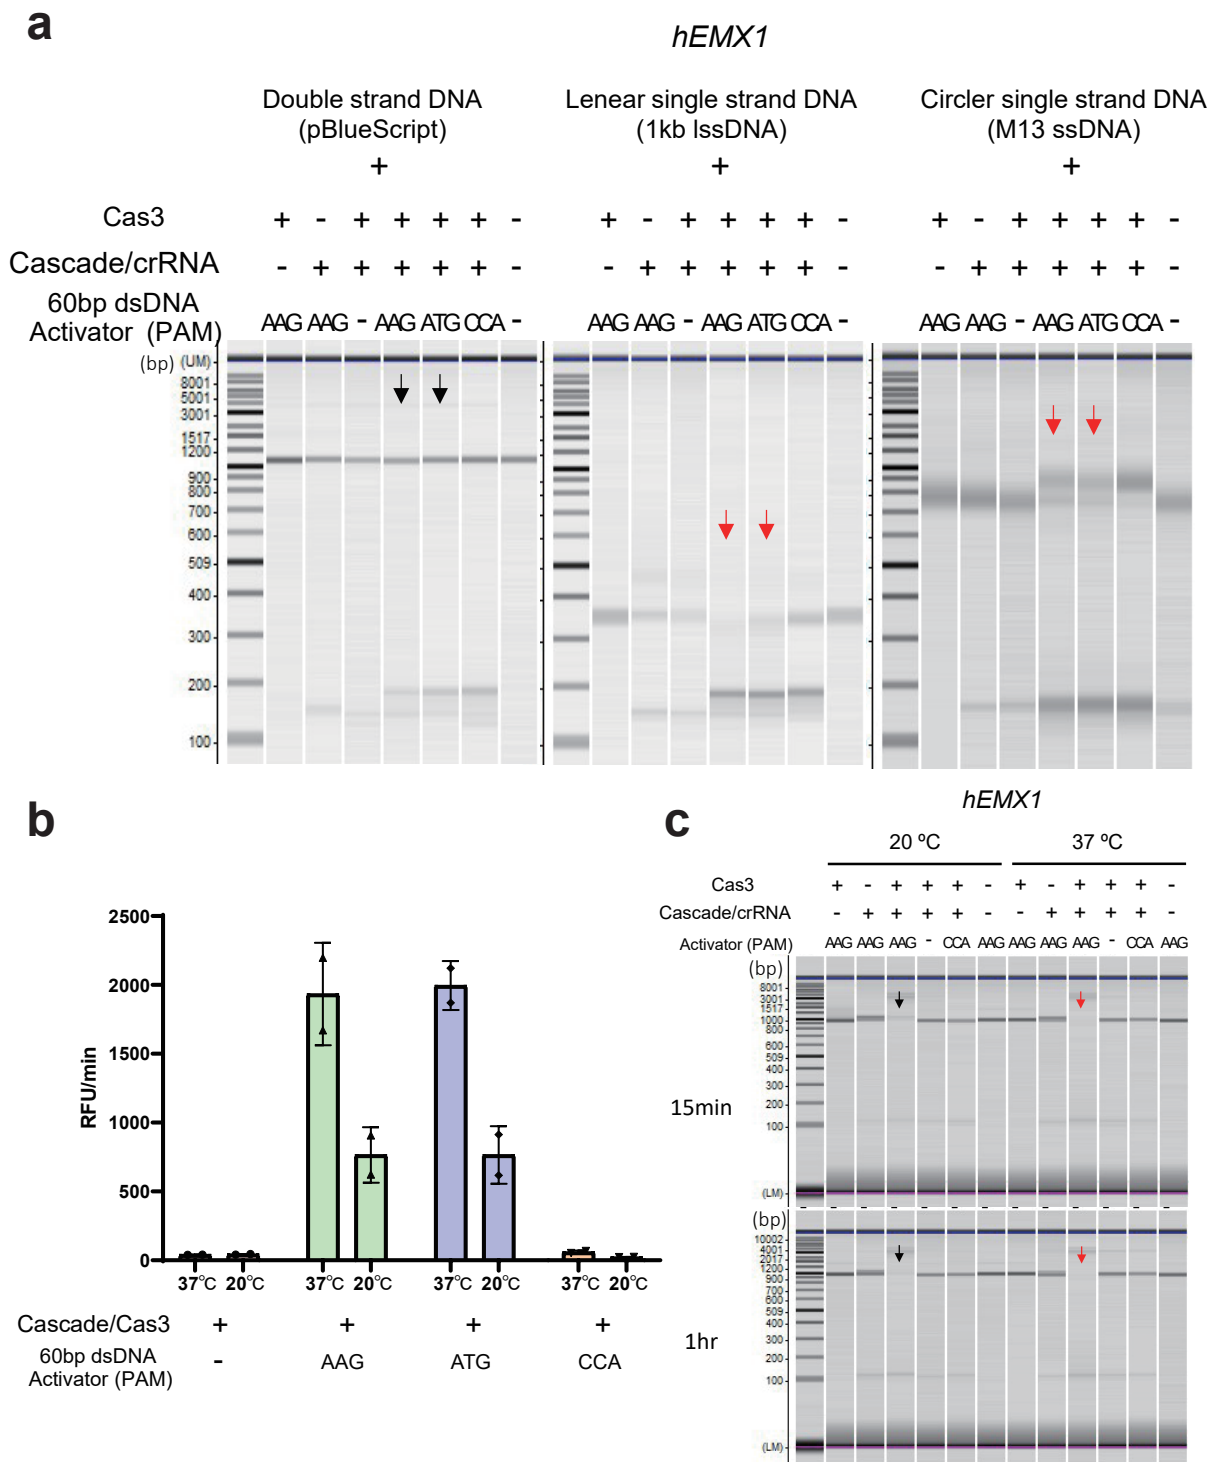 a
hEMX1
Double strand DNA
(pBlueScript)
+
Lenear single strand DNA
(1kb lssDNA)
+
Circler single strand DNA
(M13 ssDNA)
+
Cas3 + - + + + + - + - + + + + - + - + + + + -
Cascade/crRNA - + + + + + - - + + + + + - - + + + + + -
60bp dsDNA
Activator (PAM) AAG AAG - AAG ATG CCA - AAG AAG - AAG ATG CCA - AAG AAG - AAG ATG CCA -
(bp) (UM)
8001
5001
3001
1517
1200
900
800
700
600
509
400
300
200
100
b
2500
2000
1500
1000
500
0
RFU/min
37°C 20°C 37°C 20°C 37°C 20°C 37°C 20°C
Cascade/Cas3 + + + +
60bp dsDNA
Activator (PAM) - AAG ATG CCA
c
hEMX1
20 ºC 37 ºC
Cas3 + - + + + - + - + + + -
Cascade/crRNA - + + + + - - + + + + -
Activator (PAM) AAG AAG AAG - CCA AAG AAG AAG AAG - CCA AAG
15min
(bp)
8001
3001
1517
1000
800
600
509
400
300
200
100
(LM)
1hr
(bp)
10002
4001
2017
1200
900
700
600
509
400
300
200
100
(LM)